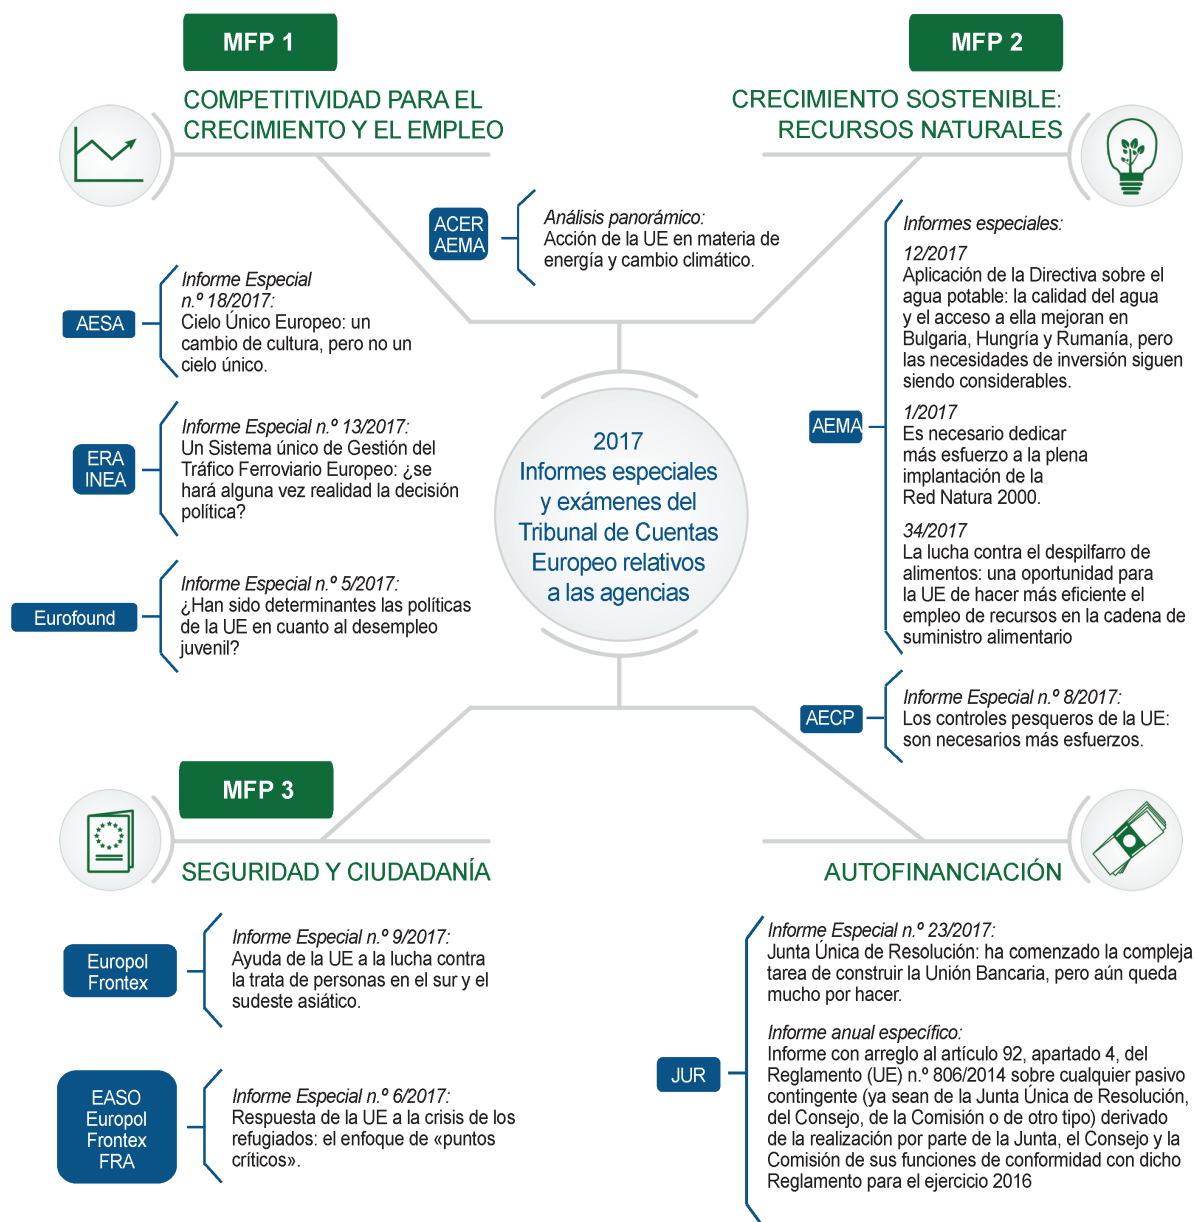 MFP 1
COMPETITIVIDAD PARA EL
CRECIMIENTO Y EL EMPLEO
MFP 2
CRECIMIENTO SOSTENIBLE:
RECURSOS NATURALES
ACER
AEMA
Análisis panorámico:
Acción de la UE en materia de
energía y cambio climático.
AESA
Informe Especial
n.º 18/2017:
Cielo Único Europeo: un
cambio de cultura, pero no un
cielo único.
ERA
INEA
Informe Especial n.º 13/2017:
Un Sistema único de Gestión del
Tráfico Ferroviario Europeo: ¿se
hará alguna vez realidad la decisión
política?
Eurofound
Informe Especial n.º 5/2017:
¿Han sido determinantes las políticas
de la UE en cuanto al desempleo
juvenil?
2017
Informes especiales
y exámenes del
Tribunal de Cuentas
Europeo relativos
a las agencias
AEMA
Informes especiales:
12/2017
Aplicación de la Directiva sobre el
agua potable: la calidad del agua
y el acceso a ella mejoran en
Bulgaria, Hungría y Rumanía, pero
las necesidades de inversión siguen
siendo considerables.
1/2017
Es necesario dedicar
más esfuerzo a la plena
implantación de la
Red Natura 2000.
34/2017
La lucha contra el despilfarro de
alimentos: una oportunidad para
la UE de hacer más eficiente el
empleo de recursos en la cadena de
suministro alimentario
AECP
Informe Especial n.º 8/2017:
Los controles pesqueros de la UE:
son necesarios más esfuerzos.
MFP 3
SEGURIDAD Y CIUDADANÍA
Europol
Frontex
Informe Especial n.º 9/2017:
Ayuda de la UE a la lucha contra
la trata de personas en el sur y el
sudeste asiático.
EASO
Europol
Frontex
FRA
Informe Especial n.º 6/2017:
Respuesta de la UE a la crisis de los
refugiados: el enfoque de «puntos
críticos».
AUTOFINANCIACIÓN
JUR
Informe Especial n.º 23/2017:
Junta Única de Resolución: ha comenzado la compleja
tarea de construir la Unión Bancaria, pero aún queda
mucho por hacer.
Informe anual específico:
Informe con arreglo al artículo 92, apartado 4, del
Reglamento (UE) n.º 806/2014 sobre cualquier pasivo
contingente (ya sean de la Junta Única de Resolución,
del Consejo, de la Comisión o de otro tipo) derivado
de la realización por parte de la Junta, el Consejo y la
Comisión de sus funciones de conformidad con dicho
Reglamento para el ejercicio 2016